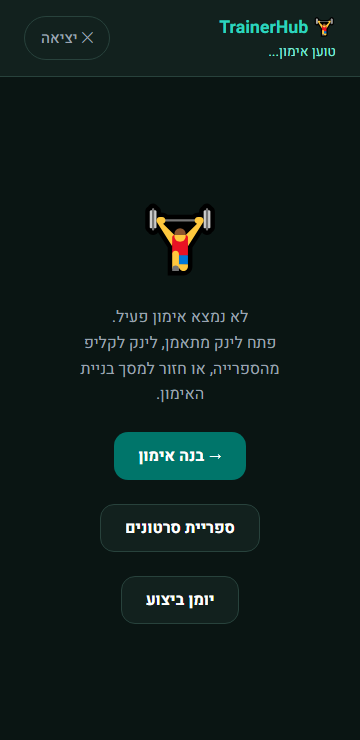 TrainerHub
טוען אימון...
✕ יציאה
לא נמצא אימון פעיל.
פתח לינק מתאמן, לינק לקליפ
מהספרייה, או חזור למסך בניית
האימון.
→ בנה אימון
ספריית סרטונים
יומן ביצוע